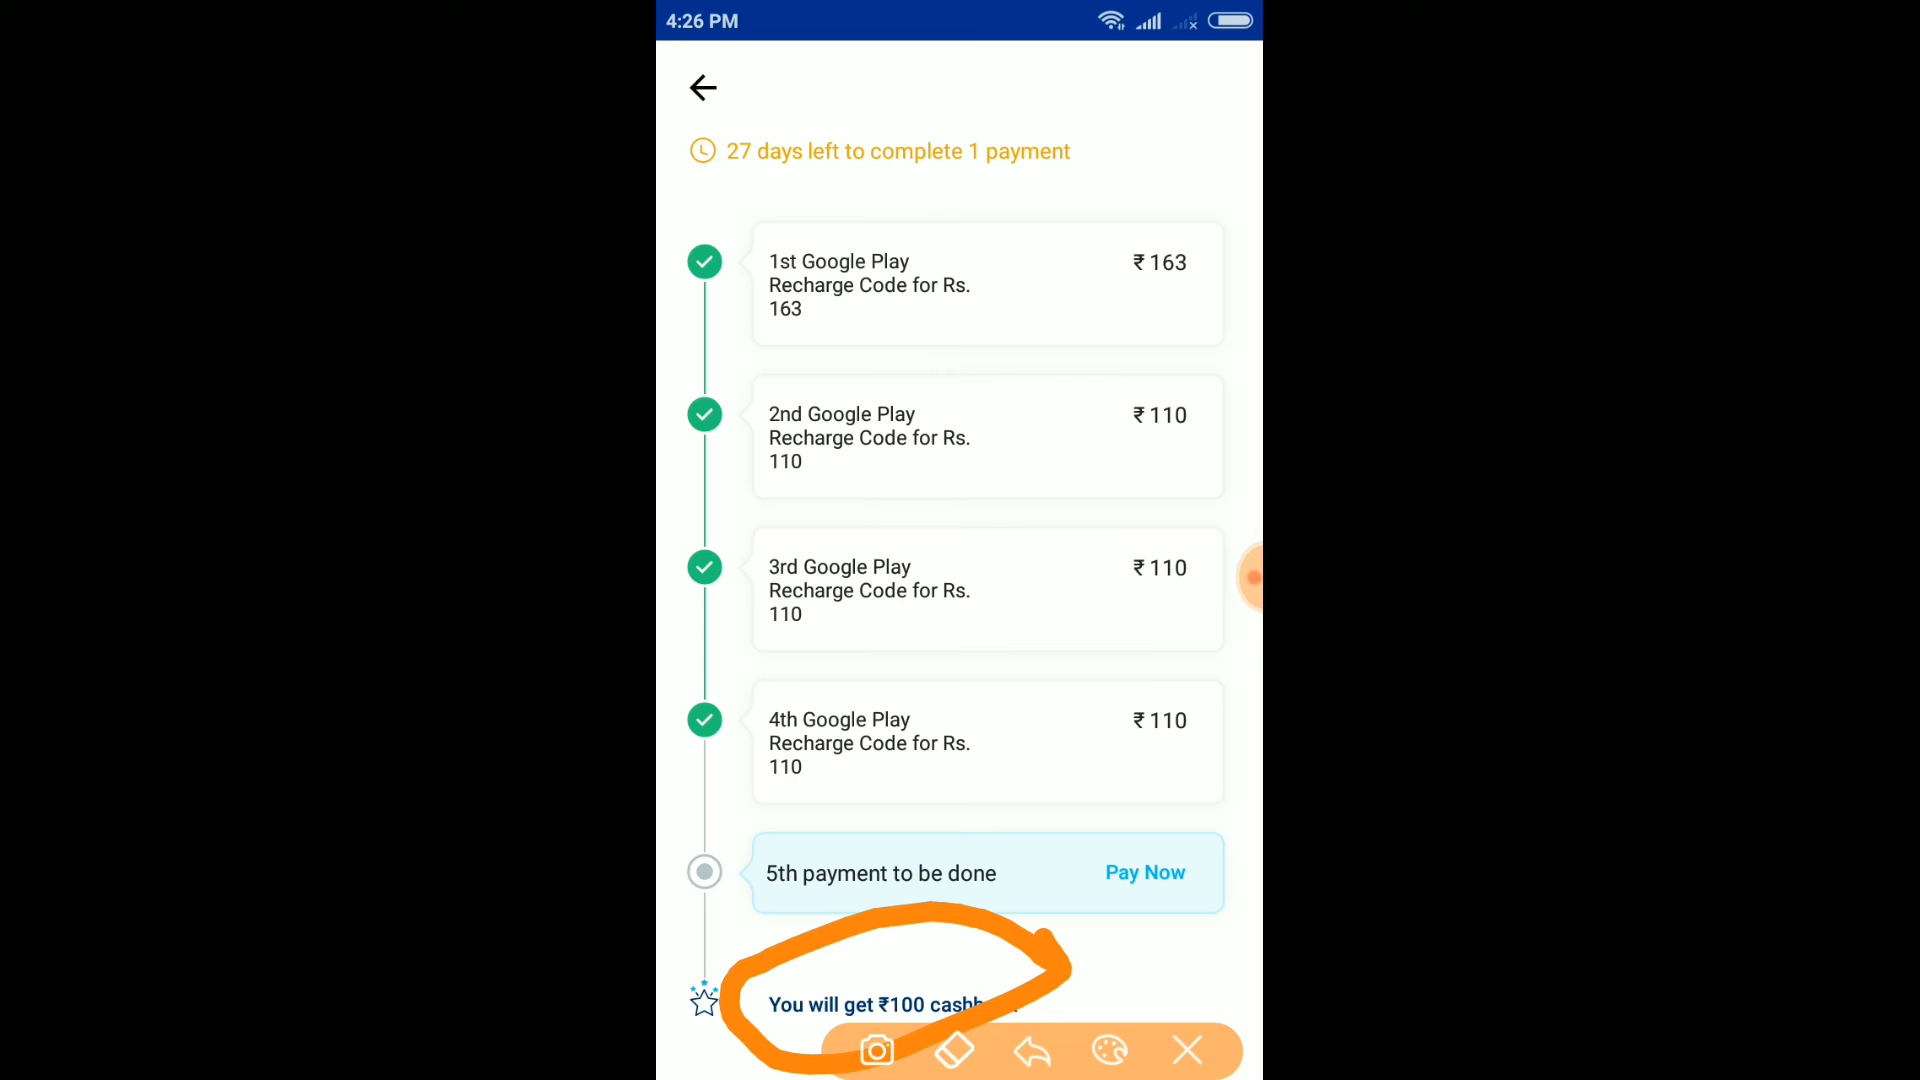 4:26 PM
27 days left to complete 1 payment
1st Google Play
Recharge Code for Rs.
163
₹ 163
2nd Google Play
Recharge Code for Rs.
110
₹ 110
3rd Google Play
Recharge Code for Rs.
110
₹ 110
4th Google Play
Recharge Code for Rs.
110
₹ 110
5th payment to be done
Pay Now
You will get ₹100